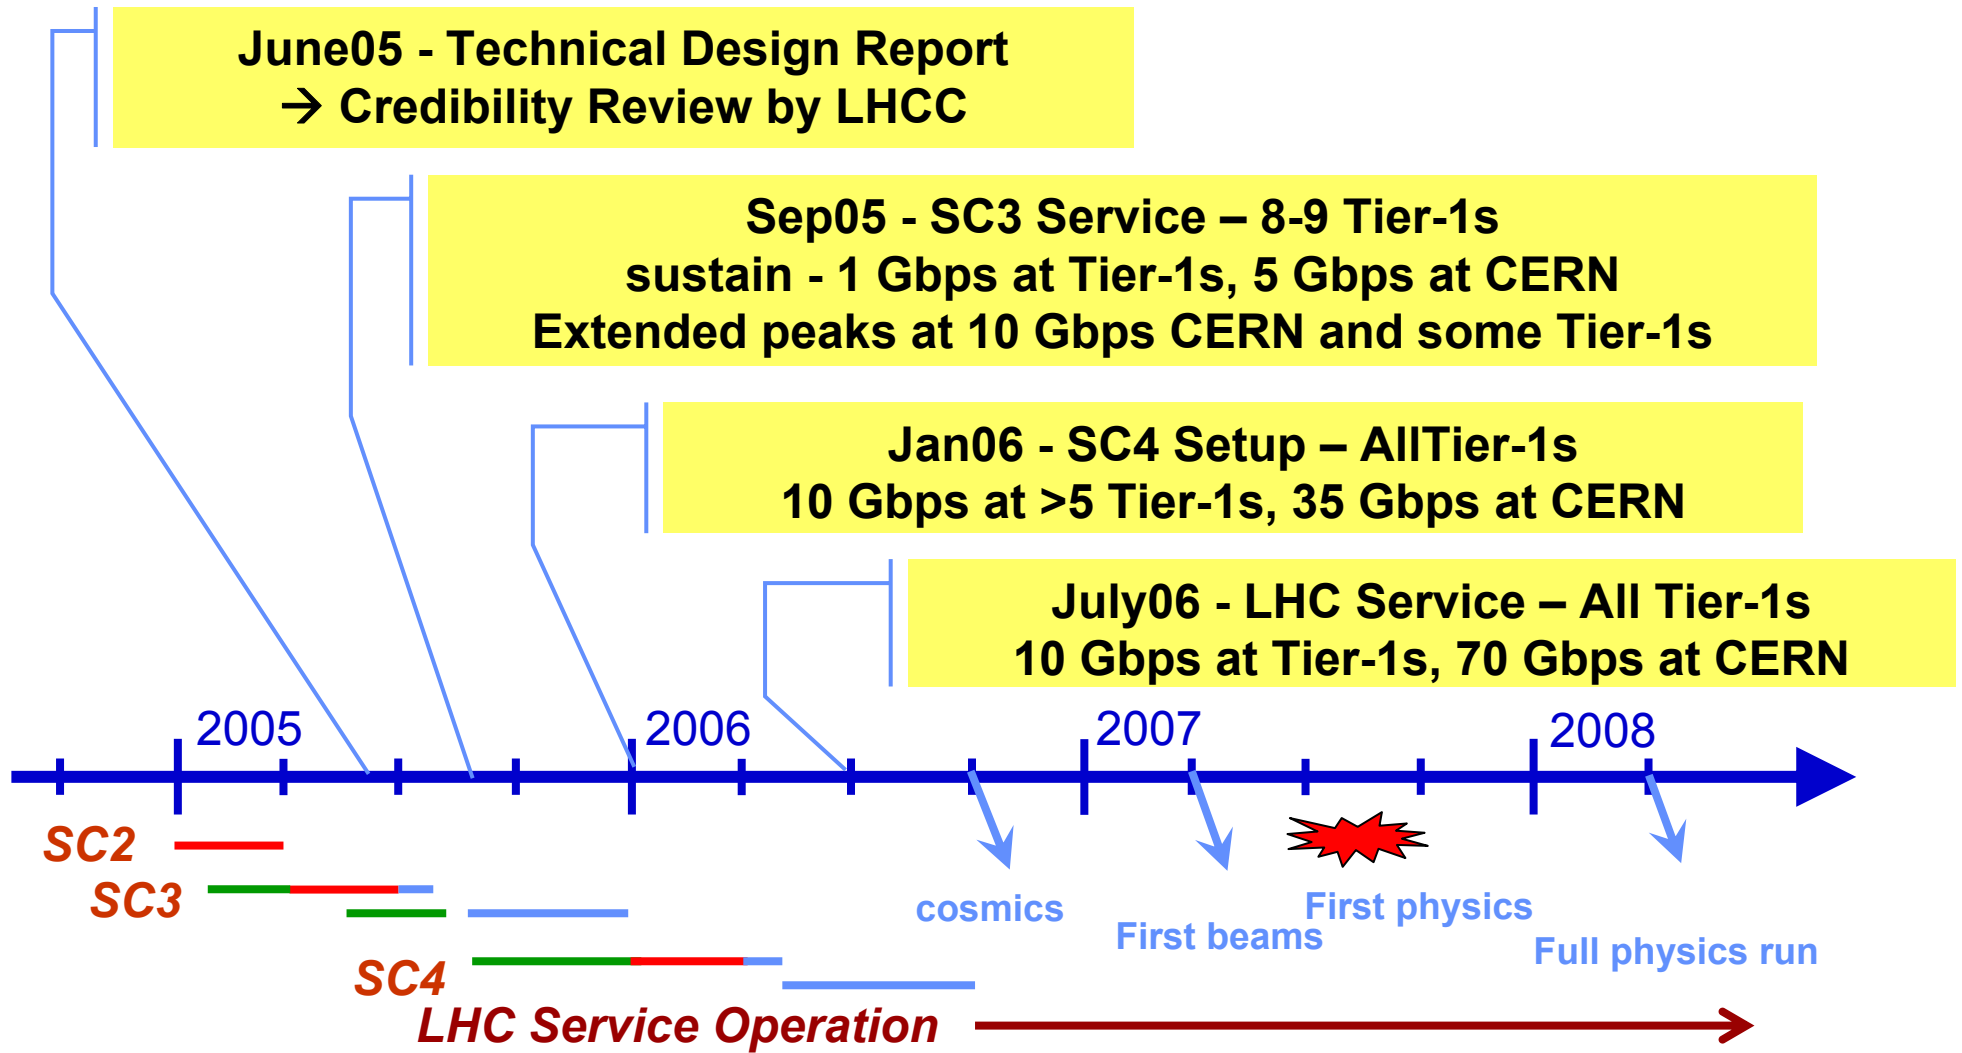 June05 - Technical Design Report
→ Credibility Review by LHCC
Sep05 - SC3 Service – 8-9 Tier-1s
sustain - 1 Gbps at Tier-1s, 5 Gbps at CERN
Extended peaks at 10 Gbps CERN and some Tier-1s
Jan06 - SC4 Setup – AllTier-1s
10 Gbps at >5 Tier-1s, 35 Gbps at CERN
July06 - LHC Service – All Tier-1s
10 Gbps at Tier-1s, 70 Gbps at CERN
2005 2006 2007 2008
SC2
SC3
cosmics
First beams
First physics
Full physics run
SC4
LHC Service Operation